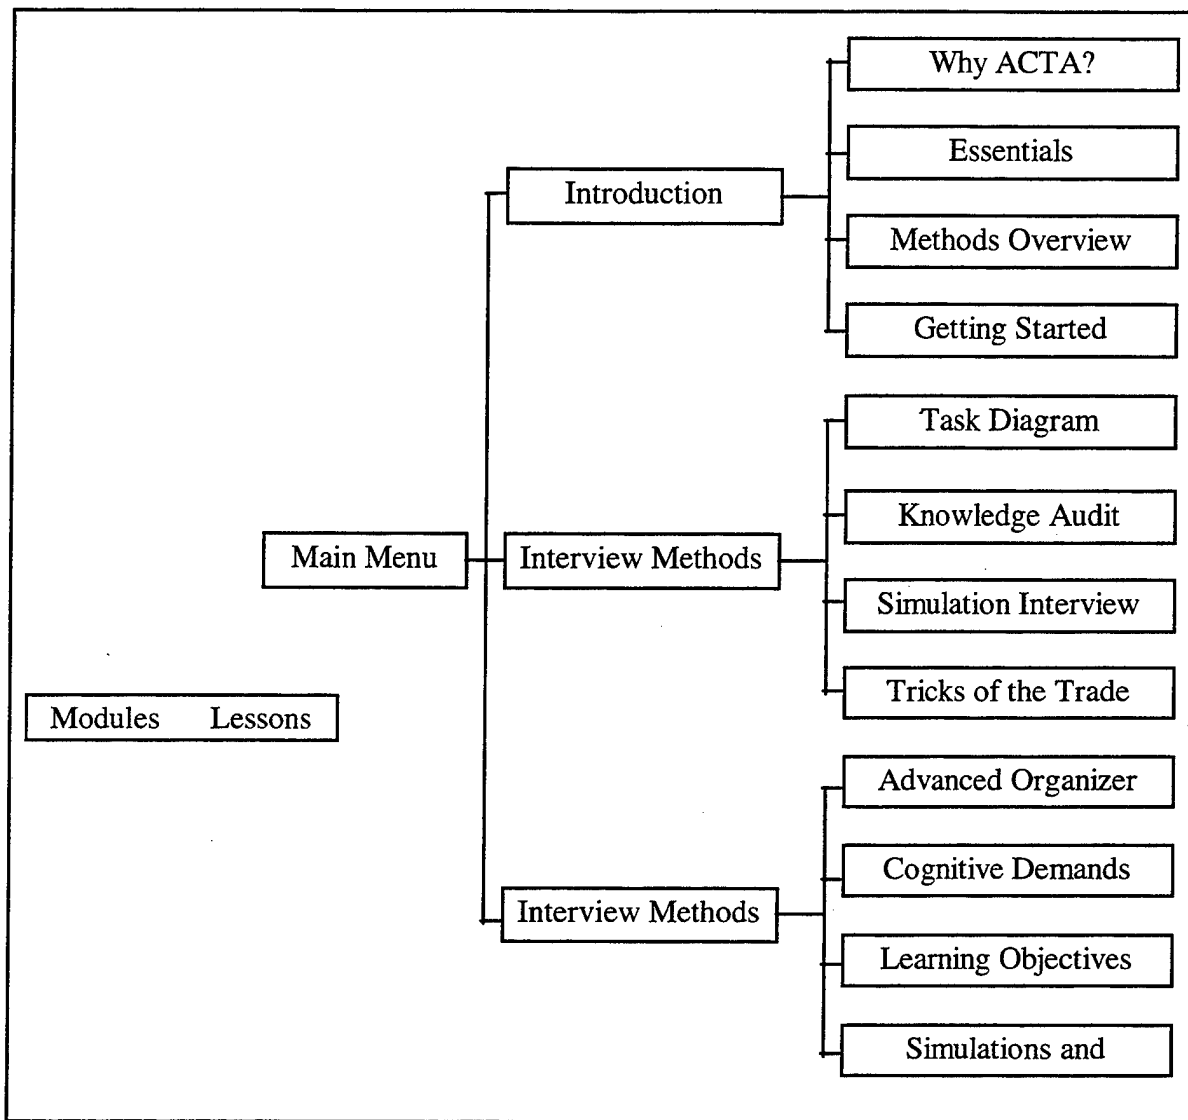 Why ACTA?
Essentials
Introduction
Methods Overview
Getting Started
Task Diagram
Knowledge Audit
Main Menu
Interview Methods
Simulation Interview
Tricks of the Trade
Modules Lessons
Advanced Organizer
Cognitive Demands
Interview Methods
Learning Objectives
Simulations and